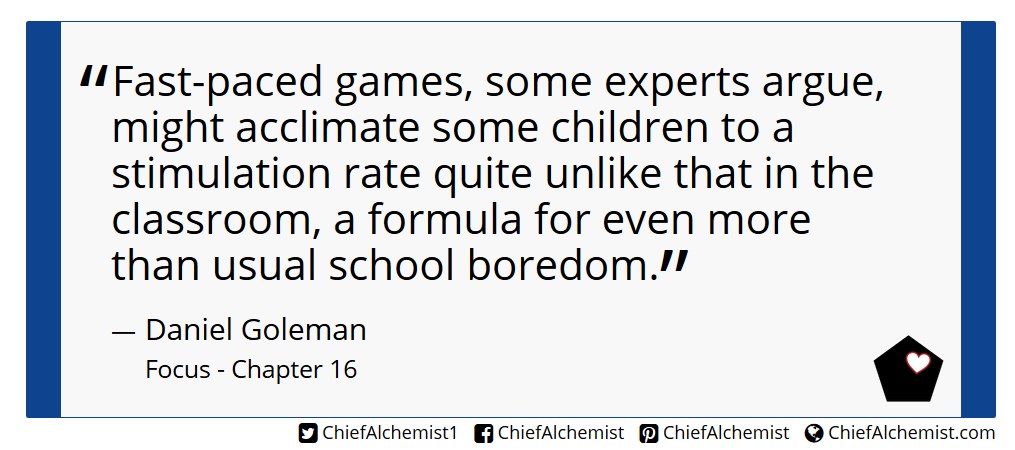 “Fast-paced games, some experts argue,
might acclimate some children to a
stimulation rate quite unlike that in the
classroom, a formula for even more
than usual school boredom.”
— Daniel Goleman
Focus - Chapter 16
ChiefAlchemist1 ChiefAlchemist ChiefAlchemist ChiefAlchemist.com